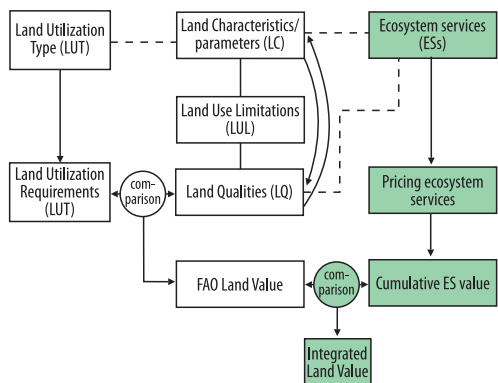 Land Utilization
Type (LUT)
Land Characteristics/
parameters (LC)
Ecosystem services
(ESs)
Land Use Limitations
(LUL)
Land Utilization
Requirements
(LUT)
com-
parison
Land Qualities (LQ)
Pricing ecosystem
services
FAO Land Value
com-
parison
Cumulative ES value
Integrated
Land Value